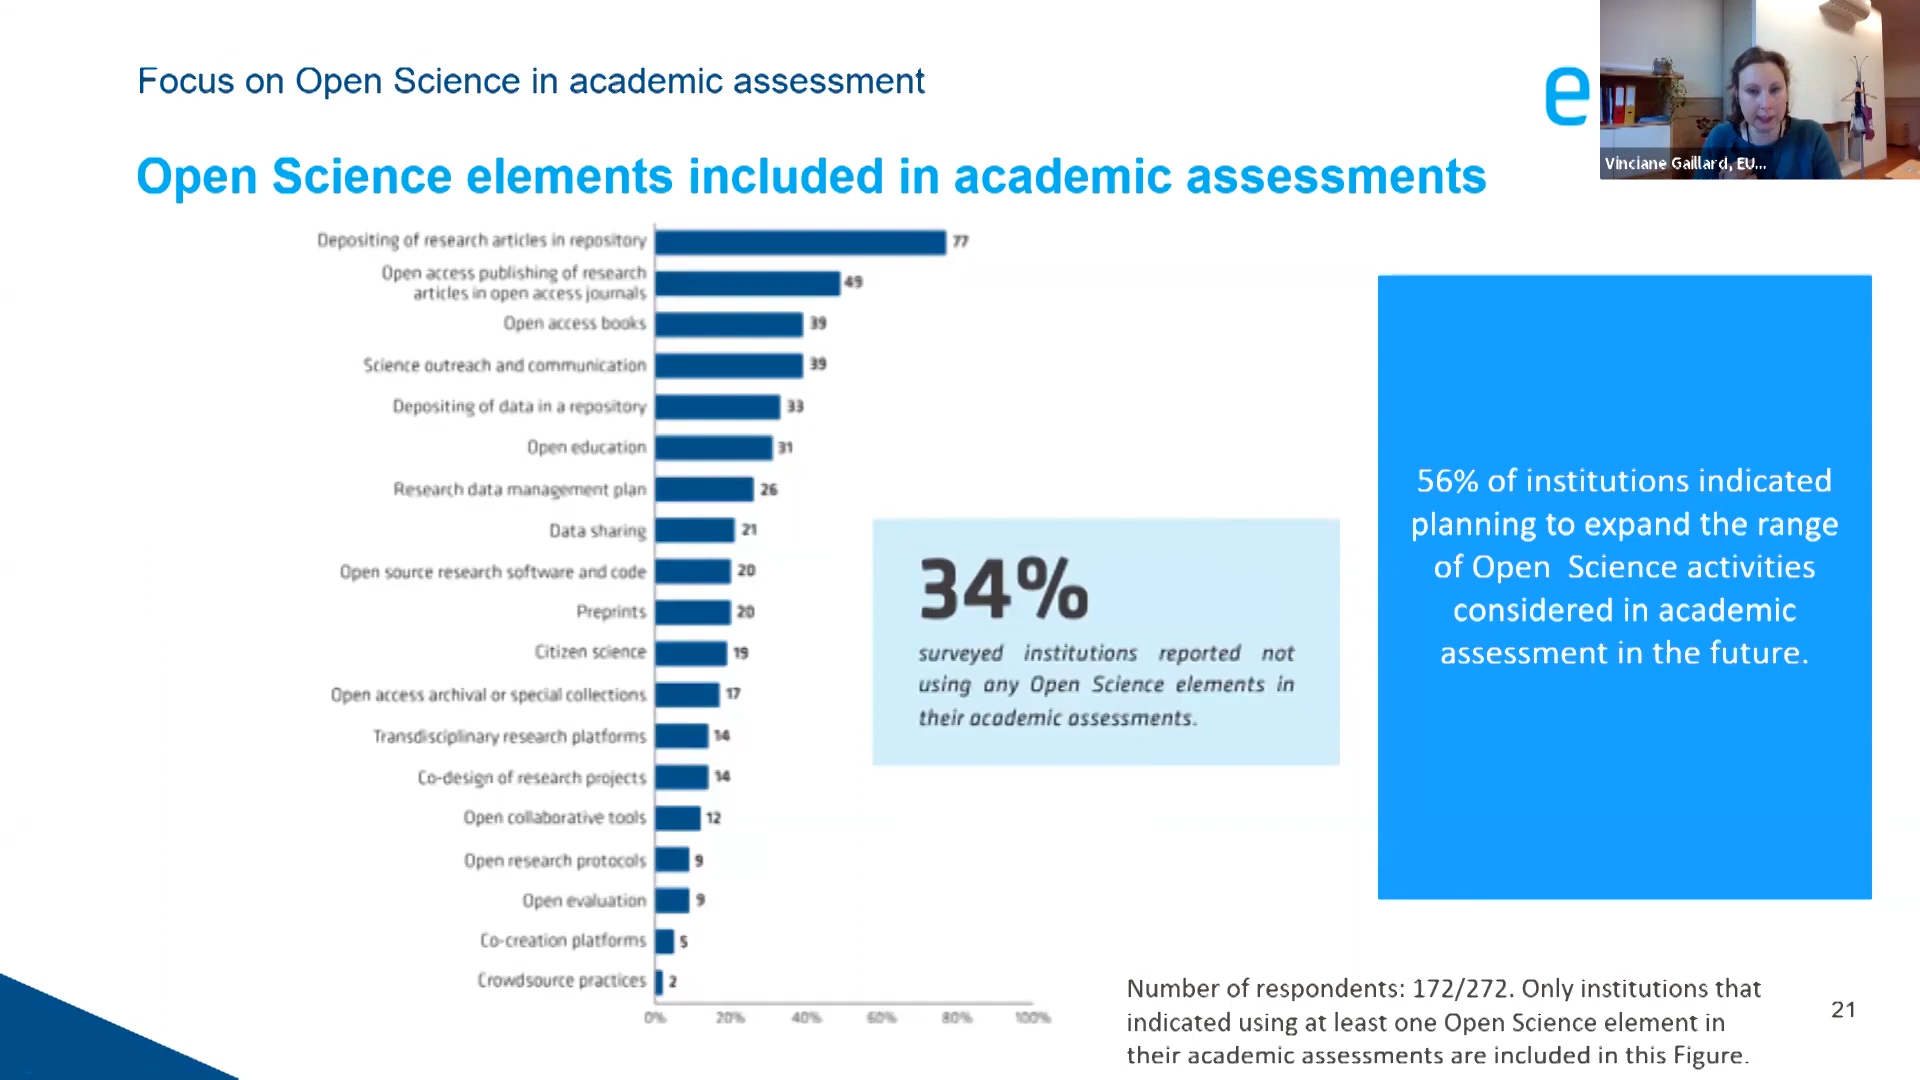 Focus on Open Science in academic assessment
e
Vinciane Gaillard, EU...
Open Science elements included in academic assessments
Depositing of research articles in repository 77
Open access publishing of research
articles in open access journals 49
Open access books 39
Science outreach and communication 39
Depositing of data in a repository 33
Open education 31
Research data management plan 26
Data sharing 21
Open source research software and code 20
Preprints 20
Citizen science 19
Open access archival or special collections 17
Transdisciplinary research platforms 14
Co-design of research projects 14
Open collaborative tools 12
Open research protocols 9
Open evaluation 9
Co-creation platforms 5
Crowdsource practices 2
0% 20% 40% 60% 80% 100%
34%
surveyed institutions reported not
using any Open Science elements in
their academic assessments.
56% of institutions indicated
planning to expand the range
of Open Science activities
considered in academic
assessment in the future.
Number of respondents: 172/272. Only institutions that
indicated using at least one Open Science element in
their academic assessments are included in this Figure.
21